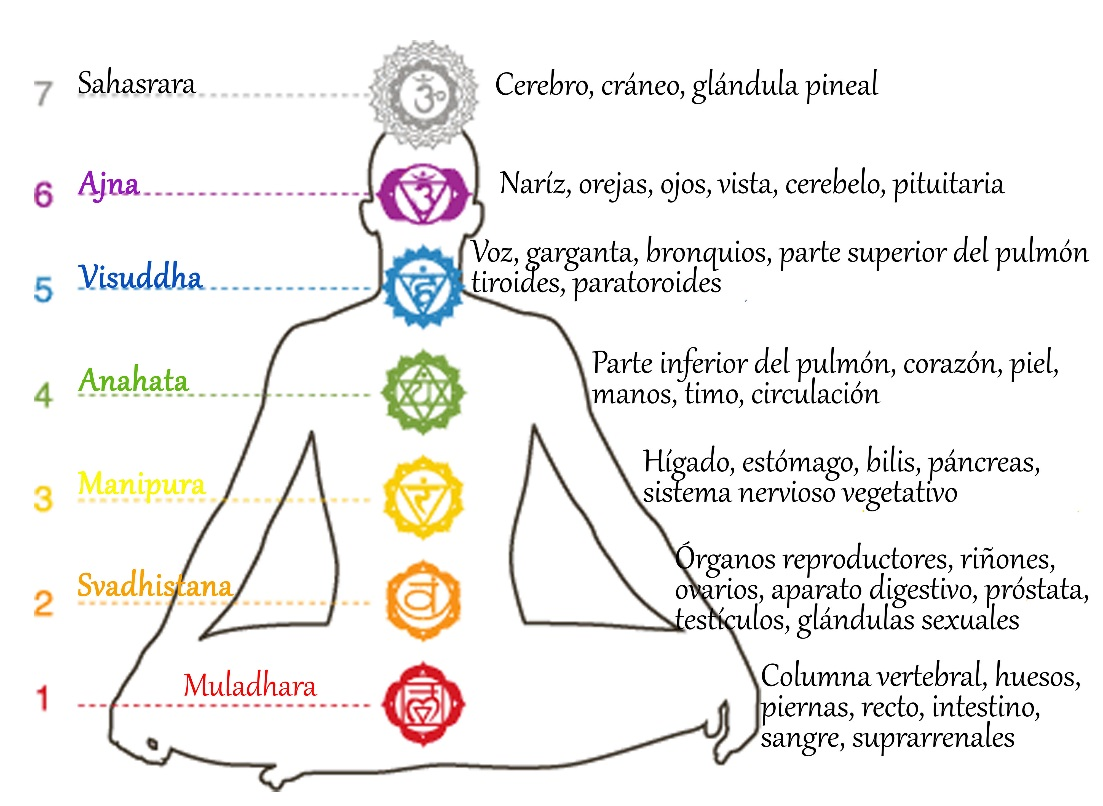 7 Sahasrara Cerebro, cráneo, glándula pineal
6 Ajna Naríz, orejas, ojos, vista, cerebelo, pituitaria
5 Visuddha Voz, garganta, bronquios, parte superior del pulmón
tiroides, paratoroides
4 Anahata Parte inferior del pulmón, corazón, piel,
manos, timo, circulación
3 Manipura Hígado, estómago, bilis, páncreas,
sistema nervioso vegetativo
2 Svadhistana Órganos reproductores, riñones,
ovarios, aparato digestivo, próstata,
testículos, glándulas sexuales
1 Muladhara Columna vertebral, huesos,
piernas, recto, intestino,
sangre, suprarrenales